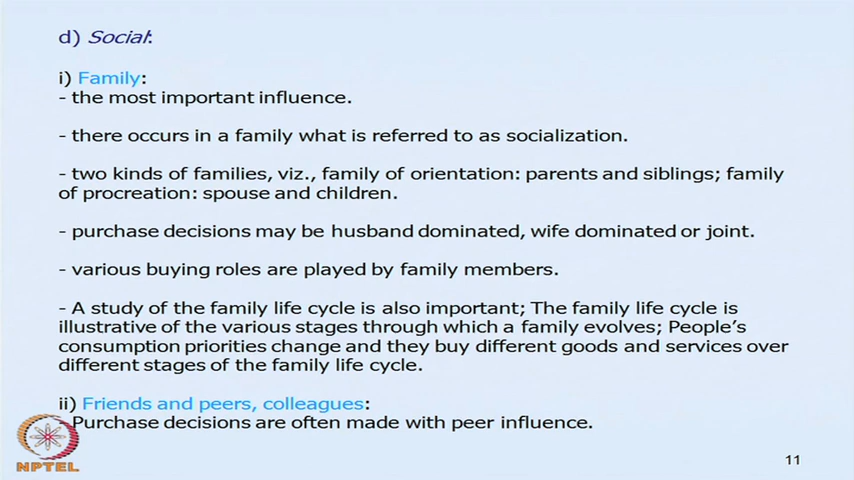 d) Social:
i) Family:
- the most important influence.
- there occurs in a family what is referred to as socialization.
- two kinds of families, viz., family of orientation: parents and siblings; family
of procreation: spouse and children.
- purchase decisions may be husband dominated, wife dominated or joint.
- various buying roles are played by family members.
- A study of the family life cycle is also important; The family life cycle is
illustrative of the various stages through which a family evolves; People’s
consumption priorities change and they buy different goods and services over
different stages of the family life cycle.
ii) Friends and peers, colleagues:
Purchase decisions are often made with peer influence.
NPTEL
11